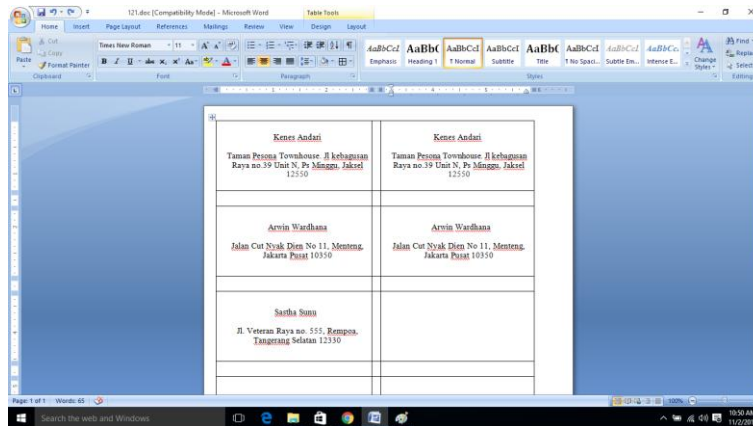 121.doc [Compatibility Mode] - Microsoft Word
Table Tools
Home Insert Page Layout References Mailings Review View Design Layout
Paste
Cut
Copy
Format Painter
Clipboard
Times New Roman 11
Font
Paragraph
AaBbCcI AaBb( AaBbCcI AaBbCcI AaBb( AaBbCcI AaBbCcI AaBbCc.
Emphasis Heading 1 ¶ Normal Subtitle Title ¶ No Spaci... Subtle Em... Intense E...
Change Styles
Styles
Find
Repla
Select
Editing
Kenes Andari
Taman Pesona Townhouse. Jl kebagusan
Raya no.39 Unit N, Ps Minggu, Jaksel
12550
Kenes Andari
Taman Pesona Townhouse. Jl kebagusan
Raya no.39 Unit N, Ps Minggu, Jaksel
12550
Arwin Wardhana
Jalan Cut Nyak Dien No 11, Menteng,
Jakarta Pusat 10350
Arwin Wardhana
Jalan Cut Nyak Dien No 11, Menteng,
Jakarta Pusat 10350
Sastha Sunu
Jl. Veteran Raya no. 555, Rempoa,
Tangerang Selatan 12330
Page: 1 of 1 Words: 65
100%
Search the web and Windows
10:50 AM
11/2/201